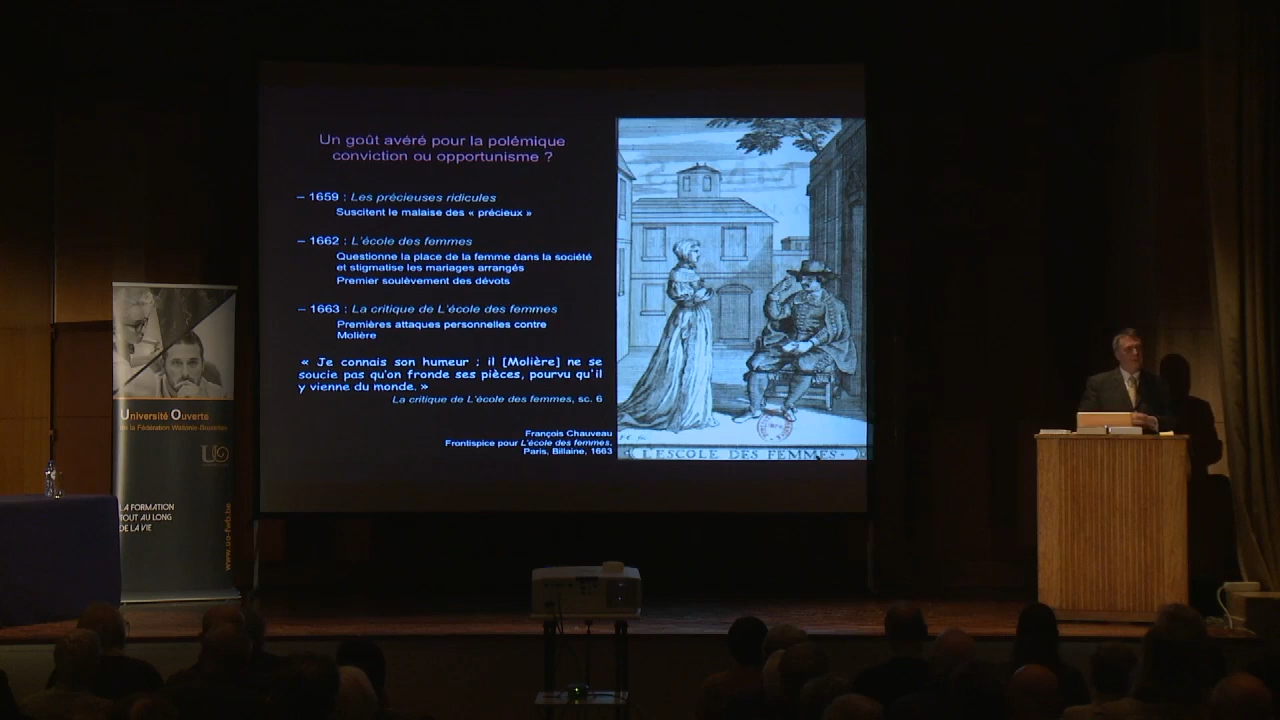 Un goût avéré pour la polémique
conviction ou opportunisme ?
– 1659 : Les précieuses ridicules
Suscitent le malaise des « précieux »
– 1662 : L'école des femmes
Questionne la place de la femme dans la société
et stigmatise les mariages arrangés
Premier soulèvement des dévots
– 1663 : La critique de L'école des femmes
Premières attaques personnelles contre
Molière
« Je connais son humeur : il [Molière] ne se
soucie pas qu'on fronde ses pièces, pourvu qu'il
y vienne du monde. »
La critique de L'école des femmes, sc. 6
François Chauveau
Frontispice pour L'école des femmes,
Paris, Billaine, 1663
L'ESCOLE DES FEMMES
Université Ouverte
de la Fédération Wallonie-Bruxelles
UO
LA FORMATION
TOUT AU LONG
DE LA VIE
www.uo-fwb.be